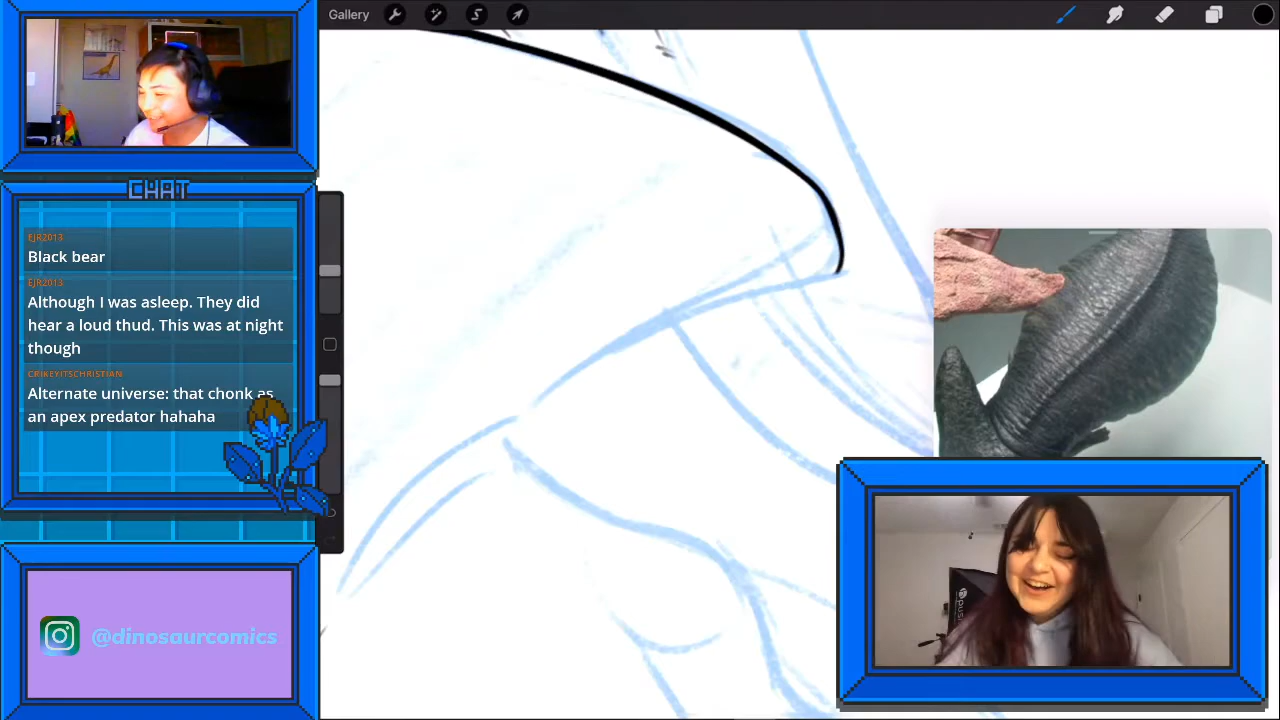 Gallery
CHAT
EJR2013
Black bear
EJR2013
Although I was asleep. They did
hear a loud thud. This was at night
though
CRIKEYITSCHRISTIAN
Alternate universe: that chonk as
an apex predator hahaha
@dinosaurcomics